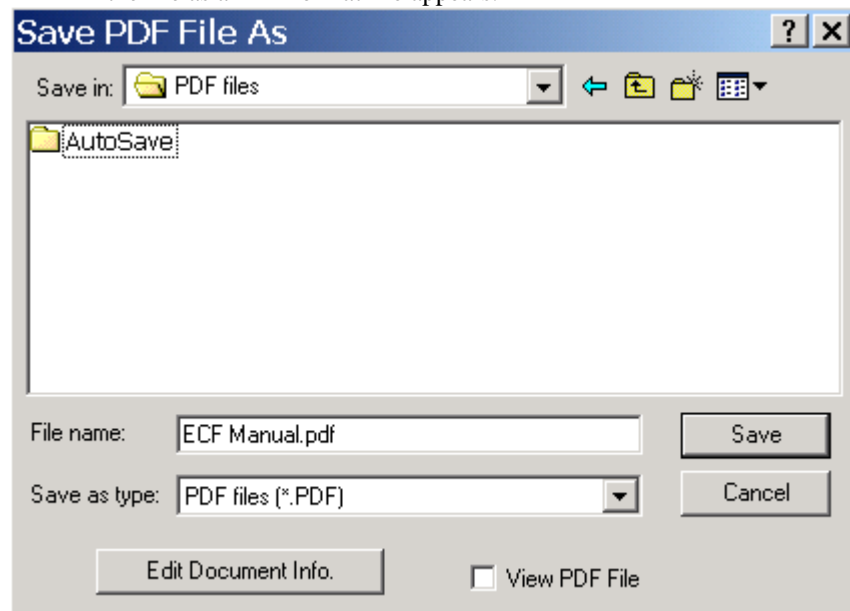 Save PDF File As
Save in: PDF files
AutoSave
File name: ECF Manual.pdf Save
Save as type: PDF files (*.PDF) Cancel
Edit Document Info. View PDF File